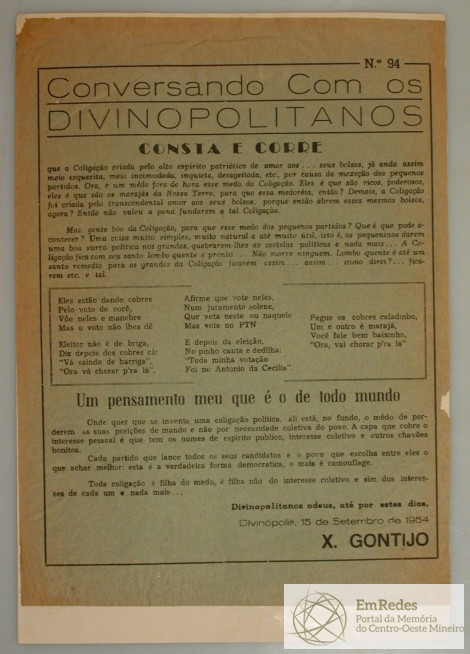 N.º 94
Conversando Com os
DIVINOPOLITANOS
CONSTA E CORRE
que a Coligação criada pelo alto espírito patriótico de amor aos . . . seus bolsos, já anda assim
meio esquesita, meio incomodada, inquieta, desageitada, etc., por causa da mexeção dos pequenos
partidos. Ora, é um mêdo fora de hora esse medo da Coligação. Eles é que são ricos, poderosos,
eles é que são os marajás da Nossa Terra, para que essa medoréia, então? Demais, a Coligação
foi criada pelo transcendental amor aos seus bolsos, porque então abrem esses mesmos bolsos,
agora? Então não valeu a pena fundarem a tal Coligação.
Mas, gente bôa da Coligação, para que esse medo dos pequenos partidos? Que é que pode a-
contecer? Uma coisa muito simples, muito natural e até muito útil, isto é, os pequeninos darem
uma boa surra política nos grandes, quebrarem-lhes as costelas políticas e nada mais . . . A Co-
ligação fica com seu santo lombo quente e pronto . . . Não morre ninguem. Lombo quente é até um
santo remédio para os grandes da Coligação ficarem assim . . . assim . . . como direi? . . . fica-
rem etc. e tal.
Eles estão dando cobres
Pelo voto de você,
Vôe neles e manobre
Mas o voto não lhes dê
Eleitor não é de briga,
Diz depois dos cobres cá:
“Vá saindo de barriga”,
“Ora vá chorar p'ra lá”.
Afirme que vote neles,
Num juramento solene,
Que vota neste ou naquele
Mas vote no PTN
E depois da eleição,
No pinho canta e dedilha:
“Toda minha votação
Foi no Antonio da Cecilia”.
Pegue os cobres caladinho,
Um e outro é marajá,
Você fale bem baixinho,
“Ora, vai chorar p'ra lá”.
Um pensamento meu que é o de todo mundo
Onde quer que se invente uma coligação política, ali está, no fundo, o mêdo de per-
derem as suas posições de mando e não por necessidade coletiva do povo. A capa que cobre o
interesse pessoal é que tem os nomes de espirito publico, interesse coletivo e outros chavões
bonitos.
Cada partido que lance todos os seus candidatos e o povo que escolha entre eles o
que achar melhor: esta é a verdadeira forma democratica, o mais é camouflage.
Toda coligação é filha do medo, é filha não do interesse coletivo e sim dos interes-
ses de cada um e nada mais . . .
Divinopolitanos adeus, até por estes dias.
Divinópolis, 15 de Setembro de 1954
X. GONTIJO
EmRedes
Portal da Memória
do Centro-Oeste Mineiro